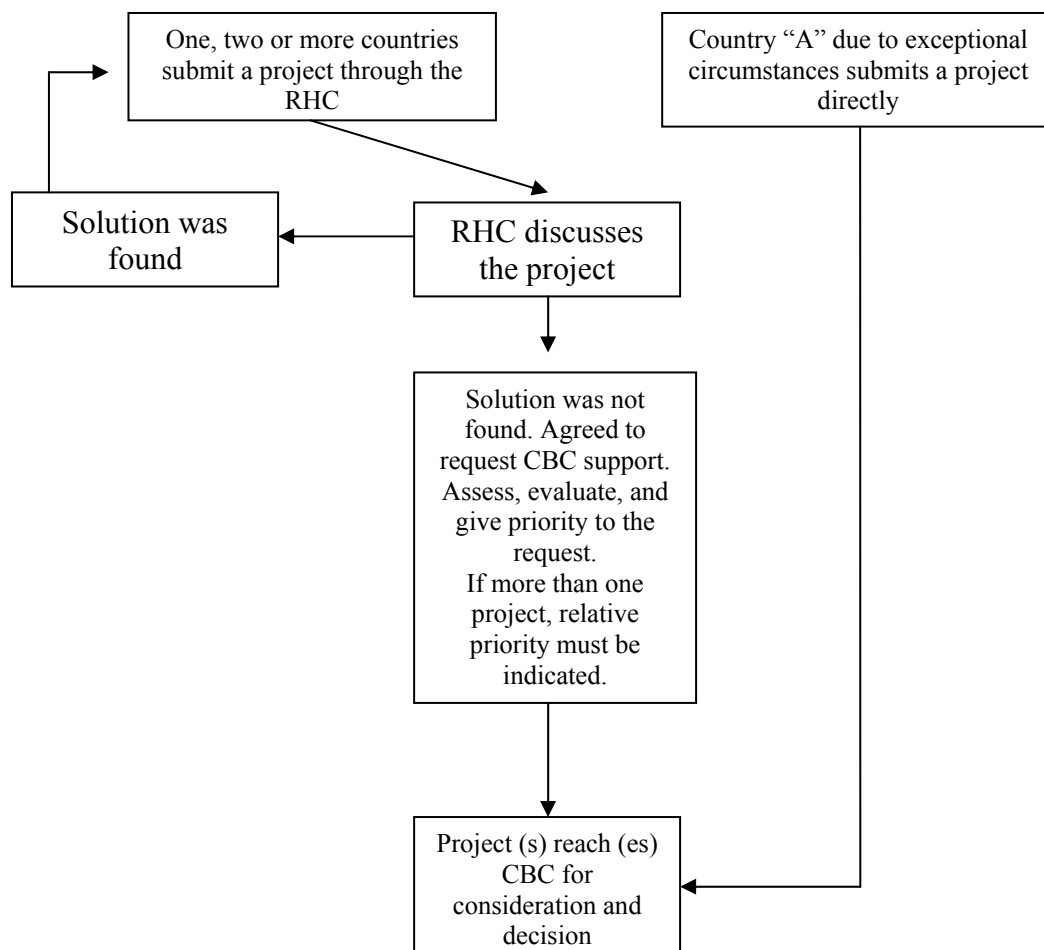 One, two or more countries
submit a project through the
RHC
Country “A” due to exceptional
circumstances submits a project
directly
Solution was
found
RHC discusses
the project
Solution was not
found. Agreed to
request CBC support.
Assess, evaluate, and
give priority to the
request.
If more than one
project, relative
priority must be
indicated.
Project (s) reach (es)
CBC for
consideration and
decision